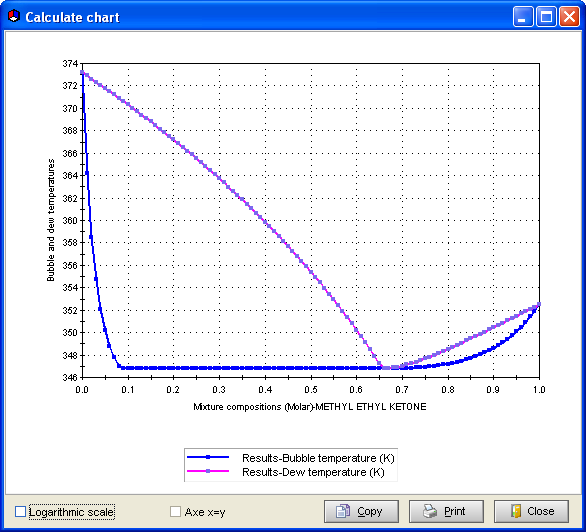 Calculate chart
Bubble and dew temperatures
374
372
370
368
366
364
362
360
358
356
354
352
350
348
346
0.0 0.1 0.2 0.3 0.4 0.5 0.6 0.7 0.8 0.9 1.0
Mixture compositions (Molar)-METHYL ETHYL KETONE
Results-Bubble temperature (K)
Results-Dew temperature (K)
Logarithmic scale Axe x=y Copy Print Close